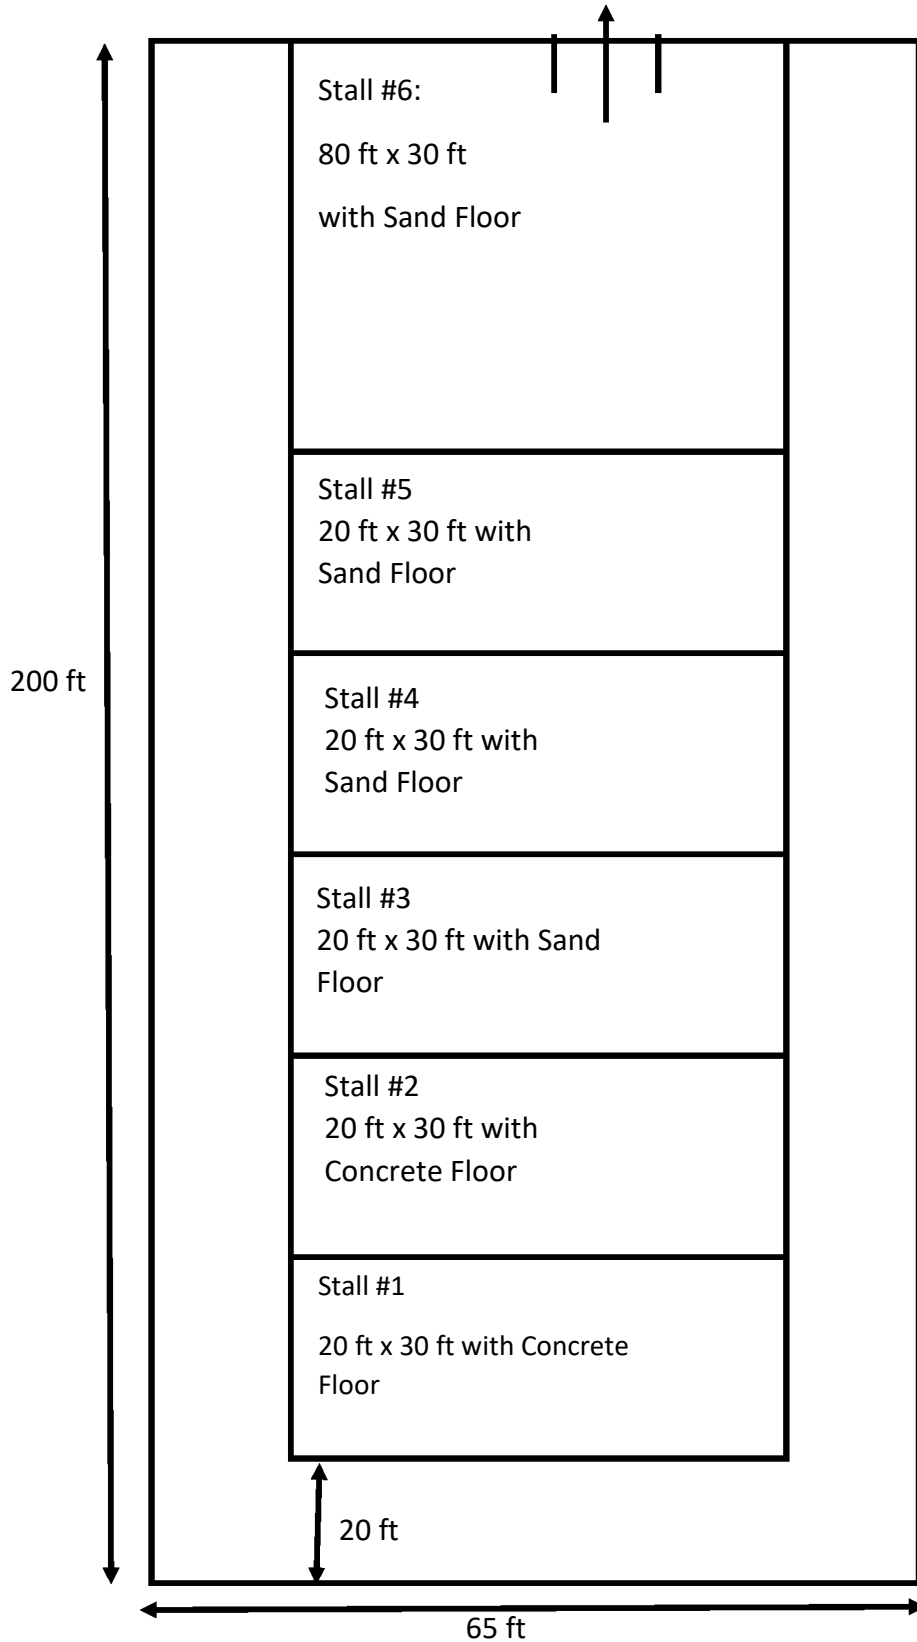 Stall #6:
80 ft x 30 ft
with Sand Floor
Stall #5
20 ft x 30 ft with
Sand Floor
200 ft
Stall #4
20 ft x 30 ft with
Sand Floor
Stall #3
20 ft x 30 ft with Sand
Floor
Stall #2
20 ft x 30 ft with
Concrete Floor
Stall #1
20 ft x 30 ft with Concrete
Floor
20 ft
65 ft